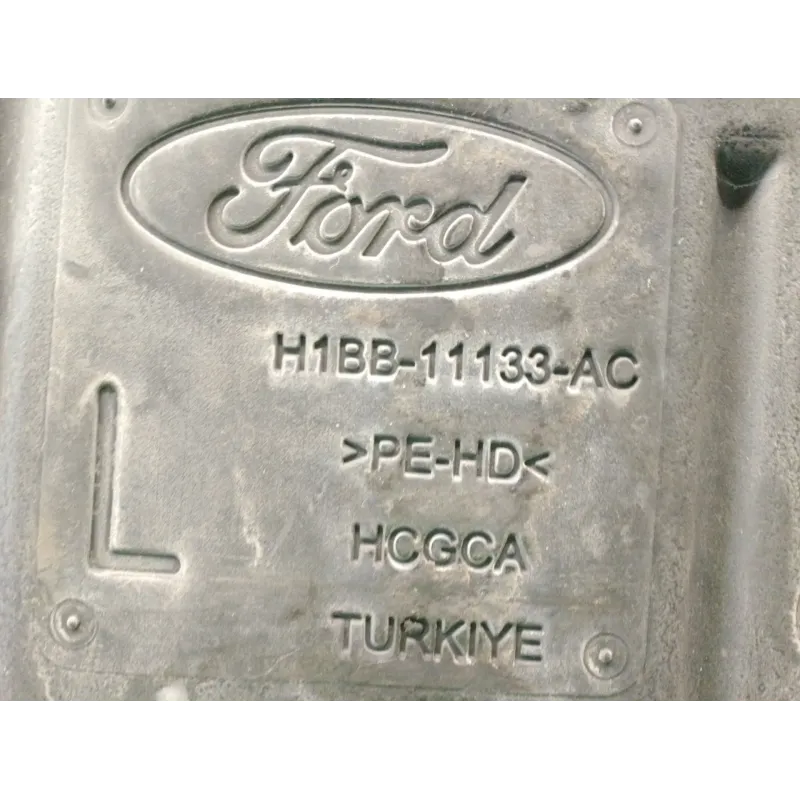 Ford
H1BB-11133-AC
>PE-HD<
L
HCGCA
TURKIYE